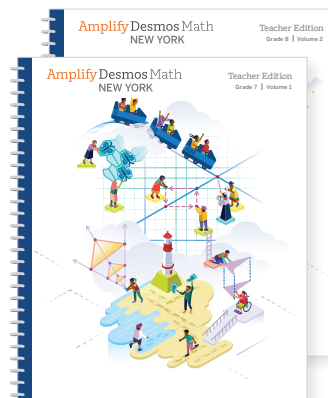 Amplify Desmos Math
NEW YORK
Teacher Edition
Grade 8 | Volume 2
Amplify Desmos Math
NEW YORK
Teacher Edition
Grade 7 | Volume 1